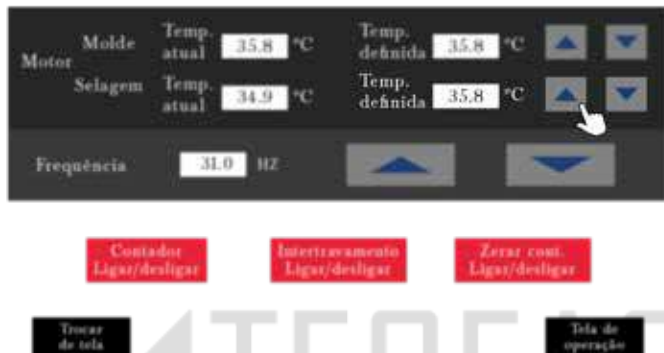 Molde Temp. atual 35.8 °C Temp. definida 35.8 °C
Motor
Selagem Temp. atual 34.9 °C Temp. definida 35.8 °C
Frequência 31.0 HZ
Contador
Ligar/desligar
Intertravamento
Ligar/desligar
Zerar cont.
Ligar/desligar
Trocar
de tela
Tela de
operação